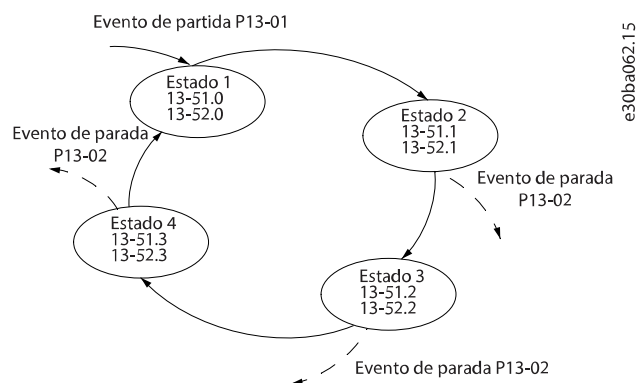 Evento de partida P13-01
e30ba062.15
Estado 1
13-51.0
13-52.0
Estado 2
13-51.1
13-52.1
Evento de parada
P13-02
Evento de parada
P13-02
Estado 4
13-51.3
13-52.3
Estado 3
13-51.2
13-52.2
Evento de parada P13-02